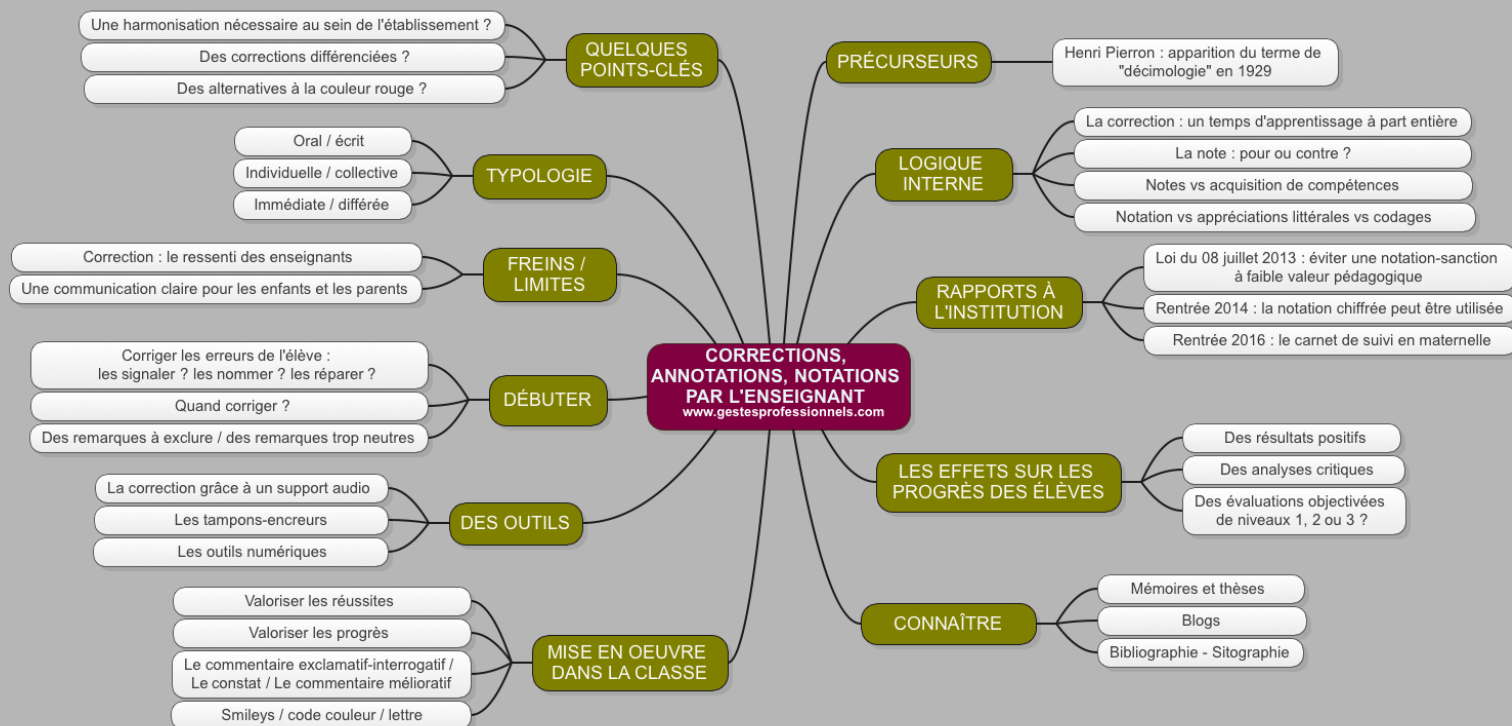 CORRECTIONS,
ANNOTATIONS, NOTATIONS
PAR L'ENSEIGNANT
www.gestesprofessionnels.com
PRÉCURSEURS
Henri Pierron : apparition du terme de
"décimologie" en 1929
LOGIQUE
INTERNE
La correction : un temps d'apprentissage à part entière
La note : pour ou contre ?
Notes vs acquisition de compétences
Notation vs appréciations littérales vs codages
RAPPORTS À
L'INSTITUTION
Loi du 08 juillet 2013 : éviter une notation-sanction
à faible valeur pédagogique
Rentrée 2014 : la notation chiffrée peut être utilisée
Rentrée 2016 : le carnet de suivi en maternelle
LES EFFETS SUR LES
PROGRÈS DES ÉLÈVES
Des résultats positifs
Des analyses critiques
Des évaluations objectivées
de niveaux 1, 2 ou 3 ?
CONNAÎTRE
Mémoires et thèses
Blogs
Bibliographie - Sitographie
QUELQUES
POINTS-CLÉS
Une harmonisation nécessaire au sein de l'établissement ?
Des corrections différenciées ?
Des alternatives à la couleur rouge ?
TYPOLOGIE
Oral / écrit
Individuelle / collective
Immédiate / différée
FREINS /
LIMITES
Correction : le ressenti des enseignants
Une communication claire pour les enfants et les parents
DÉBUTER
Corriger les erreurs de l'élève :
les signaler ? les nommer ? les réparer ?
Quand corriger ?
Des remarques à exclure / des remarques trop neutres
DES OUTILS
La correction grâce à un support audio
Les tampons-encreurs
Les outils numériques
MISE EN OEUVRE
DANS LA CLASSE
Valoriser les réussites
Valoriser les progrès
Le commentaire exclamatif-interrogatif /
Le constat / Le commentaire mélioratif
Smileys / code couleur / lettre